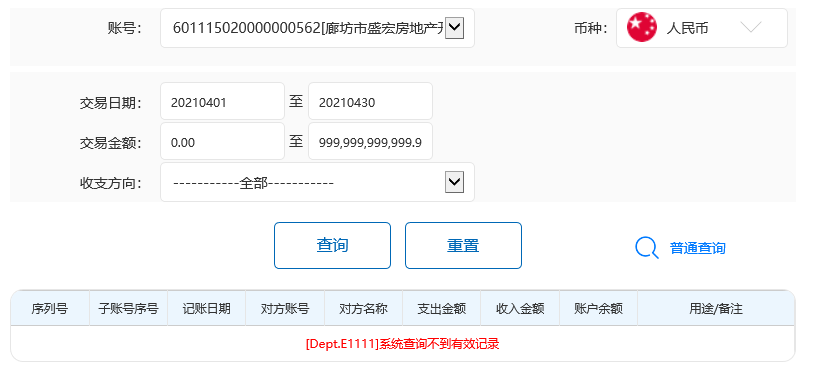 账号： 601115020000000562[廊坊市盛宏房地产开 币种： 人民币
交易日期： 20210401 至 20210430
交易金额： 0.00 至 999,999,999,999.9
收支方向： -----------全部-----------
查询 重置 普通查询
序列号 子账号序号 记账日期 对方账号 对方名称 支出金额 收入金额 账户余额 用途/备注
[Dept.E1111]系统查询不到有效记录